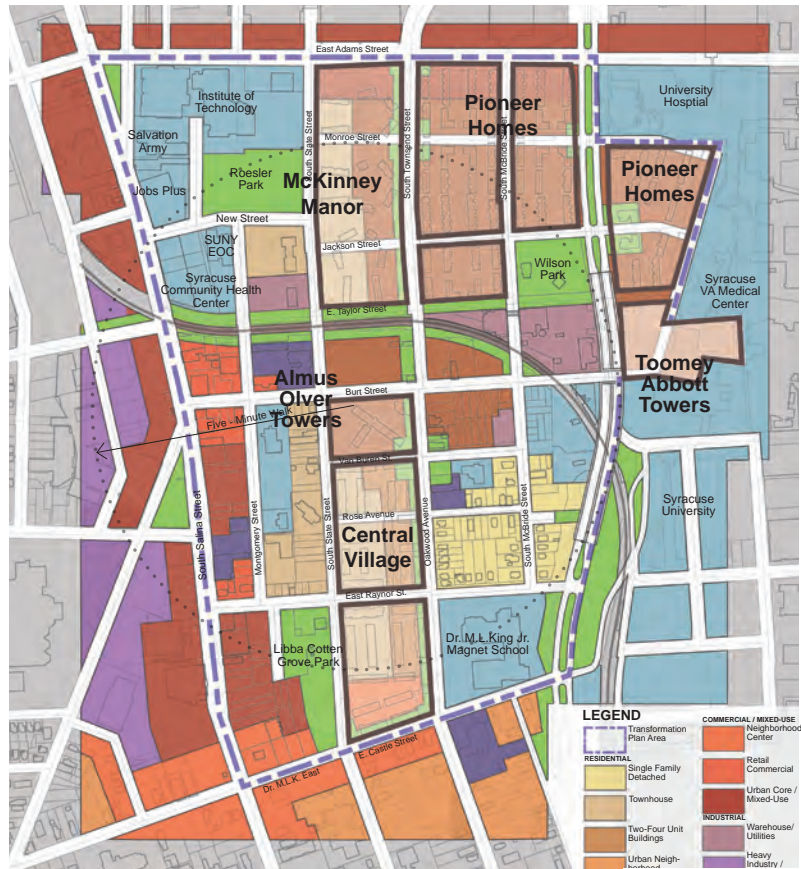 East Adams Street
Institute of
Technology
Pioneer
Homes
University
Hosptial
South State Street
Monroe Street
South Townsend Street
South McBride Street
Salvation
Army
Pioneer
Homes
Roesler
Park
McKinney
Manor
Jobs Plus
New Street
Jackson Street
SUNY
EOC
Syracuse
Community Health
Center
Wilson
Park
Syracuse
VA Medical
Center
E. Taylor Street
Almus
Olver
Towers
Toomey
Abbott
Towers
Burt Street
Five - Minute Walk
Van Buren St.
South Salina Street
Montgomery Street
South State Street
Rose Avenue
Oakwood Avenue
South McBride Street
Syracuse
University
Central
Village
East Raynor St.
Libba Cotten
Grove Park
Dr. M.L.King Jr.
Magnet School
E. Castle Street
Dr. M.L.K. East
LEGEND
Transformation
Plan Area
RESIDENTIAL
Single Family
Detached
Townhouse
Two-Four Unit
Buildings
Urban Neigh-
borhood
COMMERCIAL / MIXED-USE
Neighborhood
Center
Retail
Commercial
Urban Core /
Mixed-Use
INDUSTRIAL
Warehouse/
Utilities
Heavy
Industry /